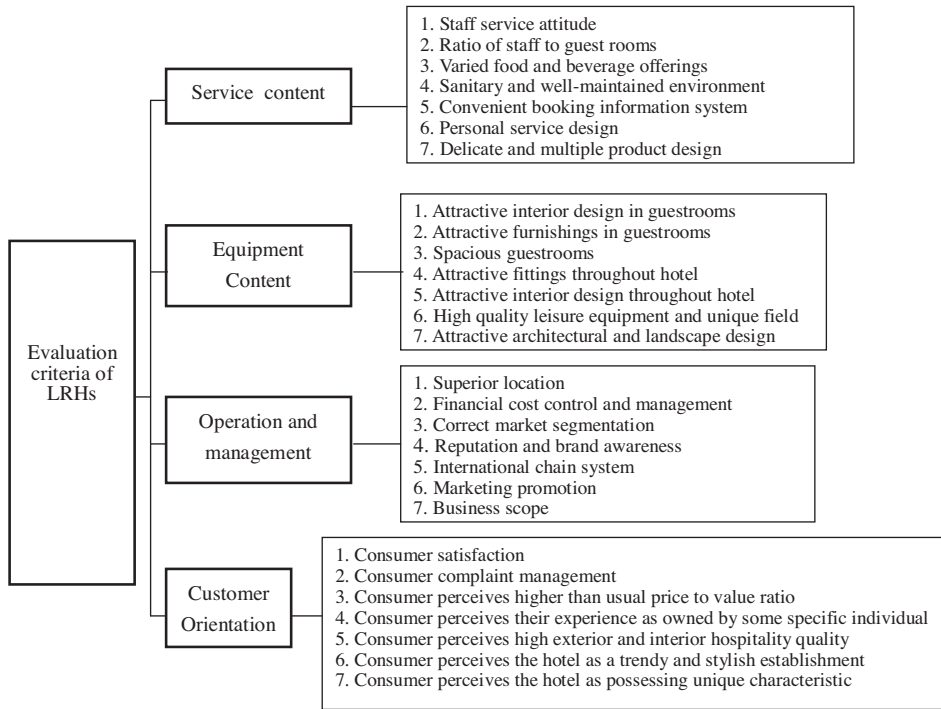 Evaluation
criteria of
LRHs
Service content
1. Staff service attitude
2. Ratio of staff to guest rooms
3. Varied food and beverage offerings
4. Sanitary and well-maintained environment
5. Convenient booking information system
6. Personal service design
7. Delicate and multiple product design
Equipment
Content
1. Attractive interior design in guestrooms
2. Attractive furnishings in guestrooms
3. Spacious guestrooms
4. Attractive fittings throughout hotel
5. Attractive interior design throughout hotel
6. High quality leisure equipment and unique field
7. Attractive architectural and landscape design
Operation and
management
1. Superior location
2. Financial cost control and management
3. Correct market segmentation
4. Reputation and brand awareness
5. International chain system
6. Marketing promotion
7. Business scope
Customer
Orientation
1. Consumer satisfaction
2. Consumer complaint management
3. Consumer perceives higher than usual price to value ratio
4. Consumer perceives their experience as owned by some specific individual
5. Consumer perceives high exterior and interior hospitality quality
6. Consumer perceives the hotel as a trendy and stylish establishment
7. Consumer perceives the hotel as possessing unique characteristic